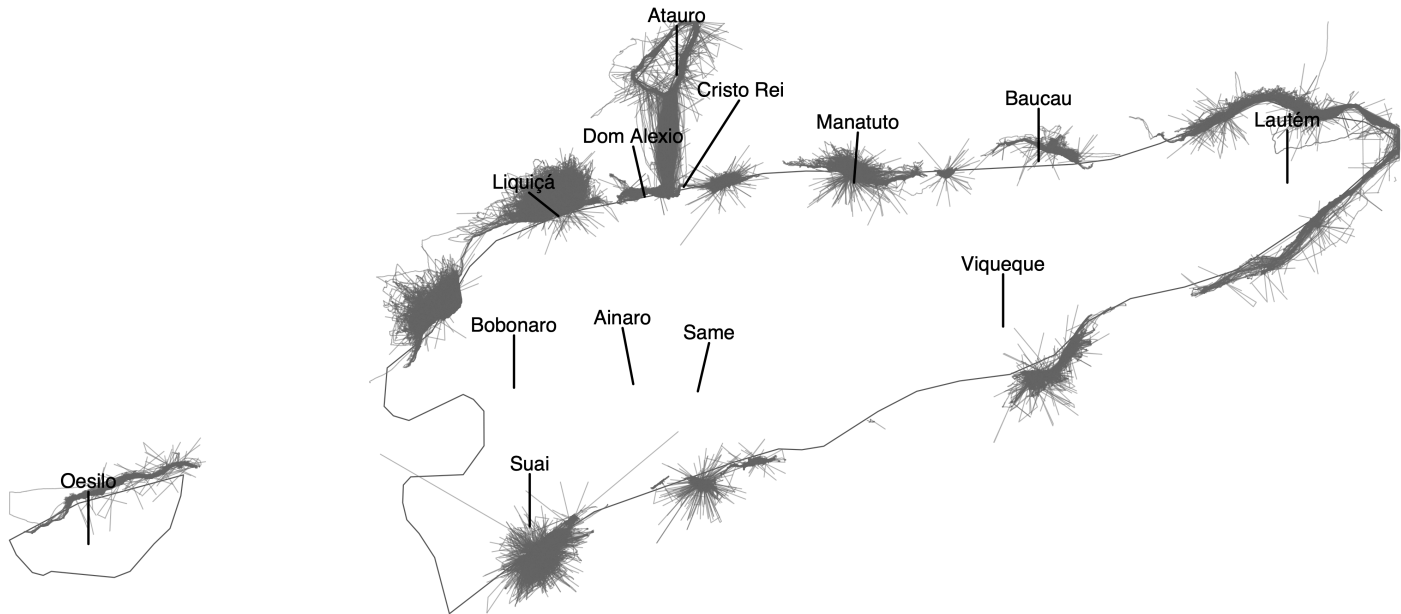 Atauro
Cristo Rei
Baucau
Lautém
Manatuto
Dom Alexio
Liquiçá
Viqueque
Ainaro
Bobonaro
Same
Suai
Oesilo